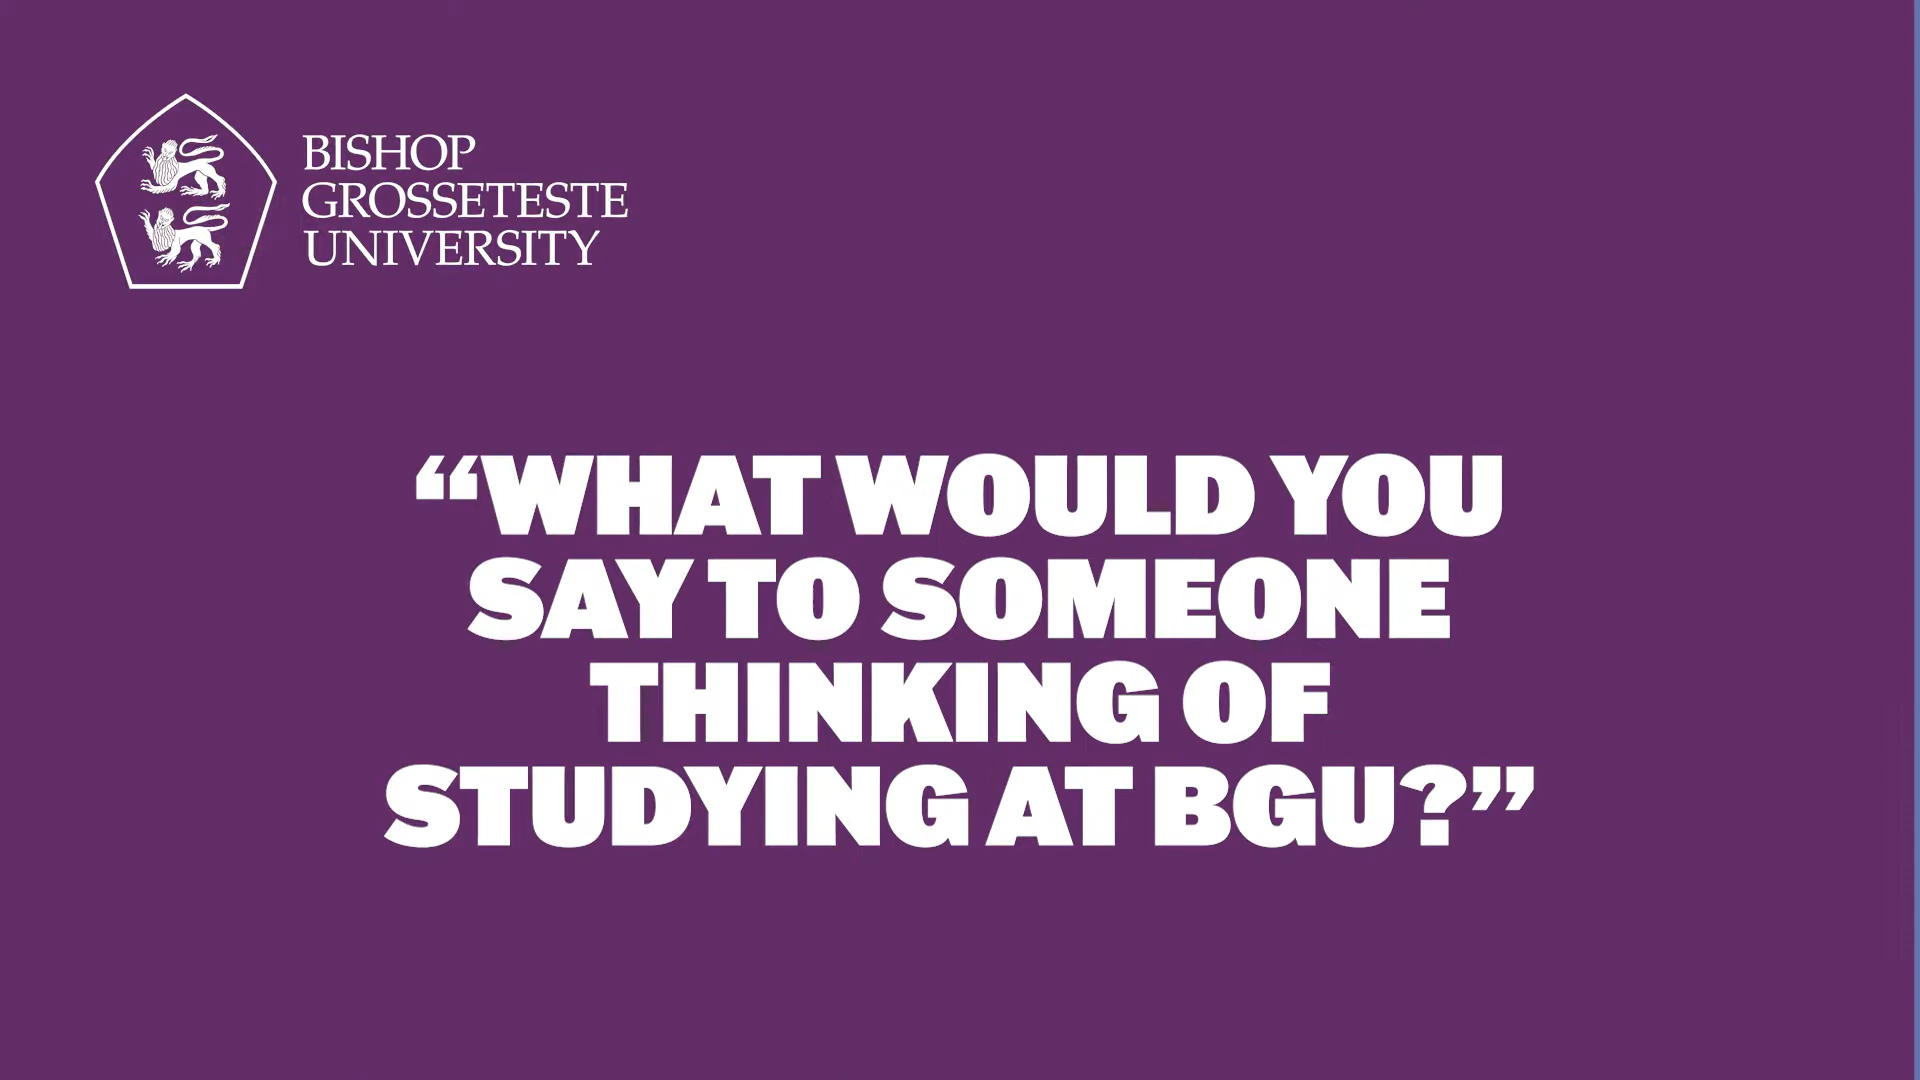 BISHOP
GROSSETESTE
UNIVERSITY
“WHAT WOULD YOU
SAY TO SOMEONE
THINKING OF
STUDYING AT BGU?”